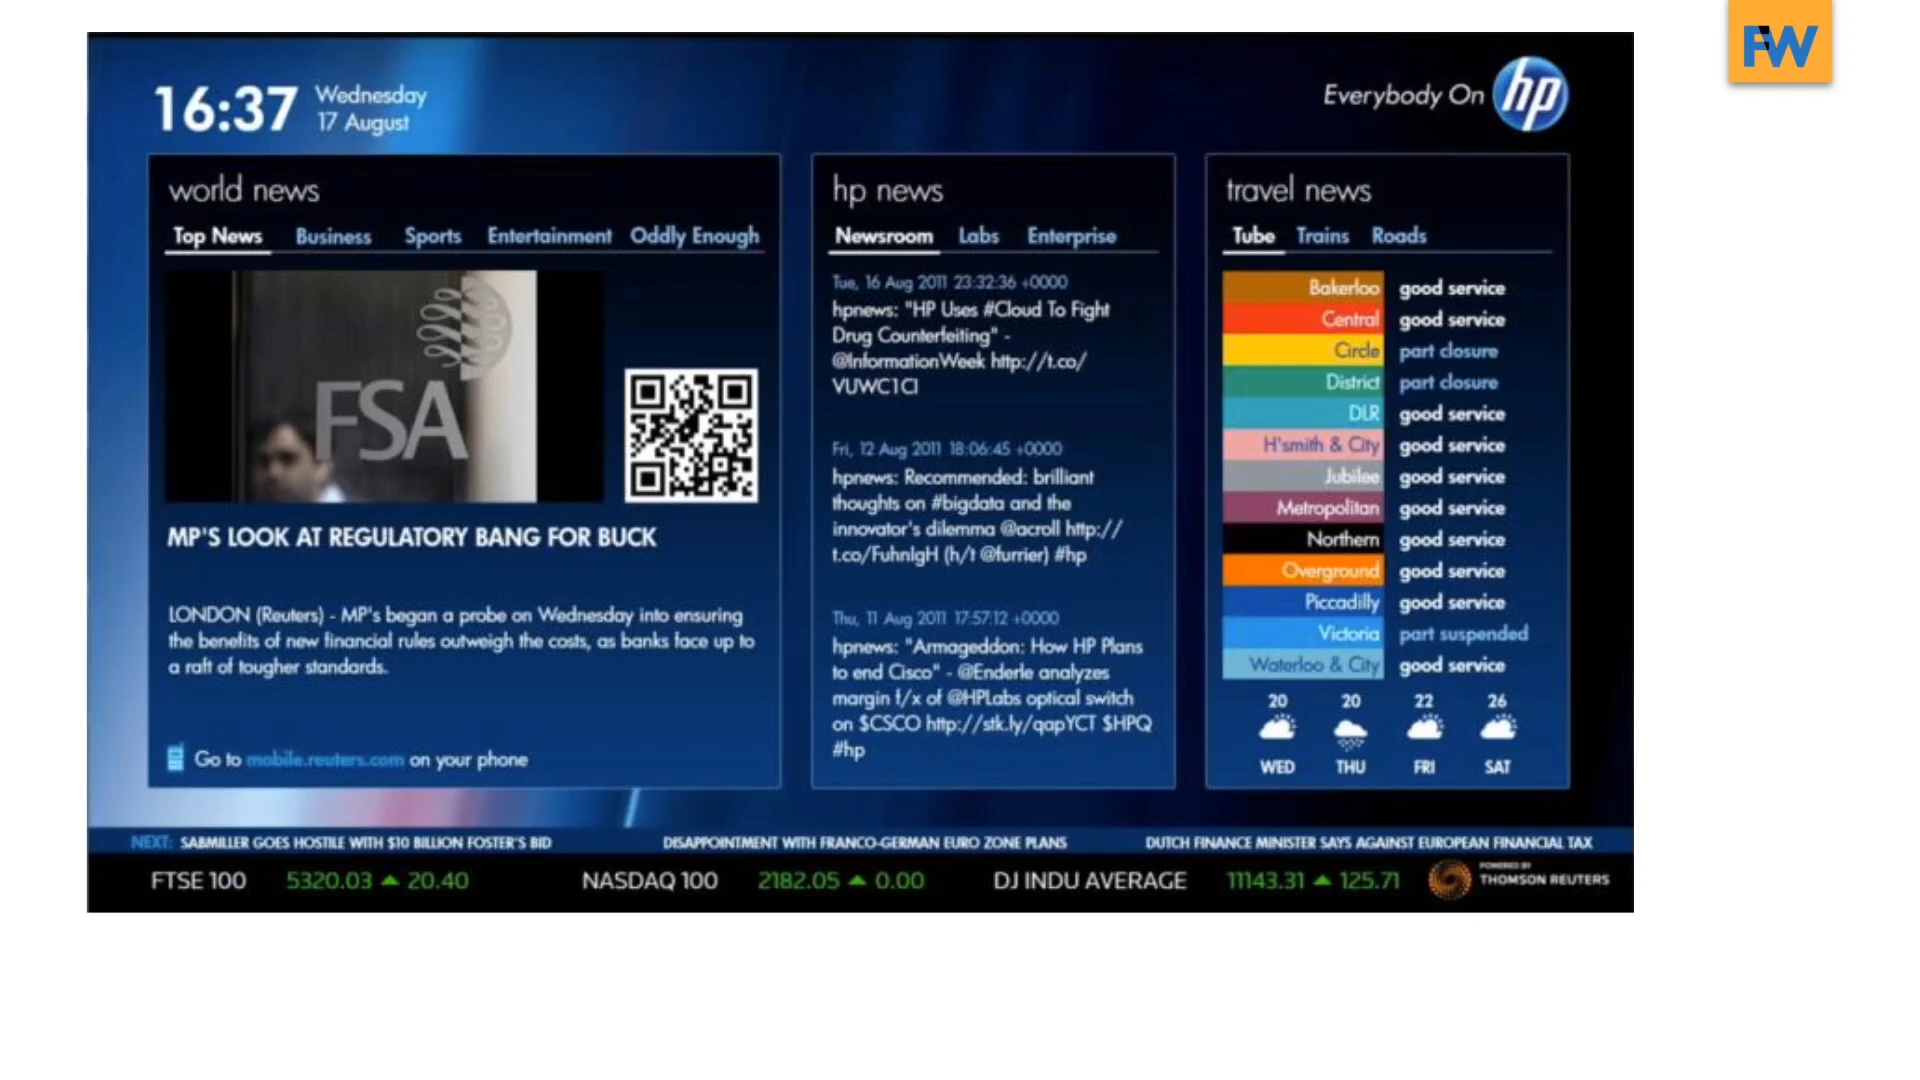 FW
16:37
Wednesday
17 August
Everybody On
hp
world news
Top News Business Sports Entertainment Oddly Enough
FSA
MP'S LOOK AT REGULATORY BANG FOR BUCK
LONDON (Reuters) - MP's began a probe on Wednesday into ensuring
the benefits of new financial rules outweigh the costs, as banks face up to
a raft of tougher standards.
Go to mobile.reuters.com on your phone
hp news
Newsroom Labs Enterprise
Tue, 16 Aug 2011 23:32:36 +0000
hpnews: "HP Uses #Cloud To Fight
Drug Counterfeiting" -
@InformationWeek http://t.co/
VUWC1CI
Fri, 12 Aug 2011 18:06:45 +0000
hpnews: Recommended: brilliant
thoughts on #bigdata and the
innovator's dilemma @acroll http://
t.co/FuhnlgH (h/t @furrier) #hp
Thu, 11 Aug 2011 17:57:12 +0000
hpnews: "Armageddon: How HP Plans
to end Cisco" - @Enderle analyzes
margin f/x of @HPLabs optical switch
on $CSCO http://stk.ly/qapYCT $HPQ
#hp
travel news
Tube Trains Roads
Bakerloo good service
Central good service
Circle part closure
District part closure
DLR good service
H'smith & City good service
Jubilee good service
Metropolitan good service
Northern good service
Overground good service
Piccadilly good service
Victoria part suspended
Waterloo & City good service
20 20 22 26
WED THU FRI SAT
NEXT: SABMILLER GOES HOSTILE WITH $10 BILLION FOSTER'S BID DISAPPOINTMENT WITH FRANCO-GERMAN EURO ZONE PLANS DUTCH FINANCE MINISTER SAYS AGAINST EUROPEAN FINANCIAL TAX
FTSE 100 5320.03 ▲ 20.40 NASDAQ 100 2182.05 ▲ 0.00 DJ INDU AVERAGE 11143.31 ▲ 125.71
POWERED BY
THOMSON REUTERS